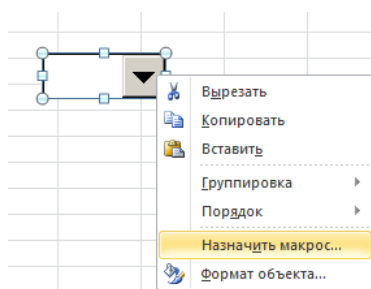 Вырезать
Копировать
Вставить
Группировка
Порядок
Назначить макрос...
Формат объекта...